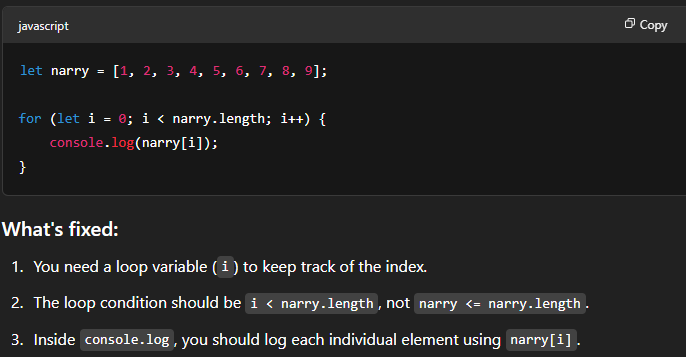 javascript
Copy
let narry = [1, 2, 3, 4, 5, 6, 7, 8, 9];
for (let i = 0; i < narry.length; i++) {
    console.log(narry[i]);
}
What's fixed:
1. You need a loop variable (i) to keep track of the index.
2. The loop condition should be i < narry.length, not narry <= narry.length.
3. Inside console.log, you should log each individual element using narry[i].